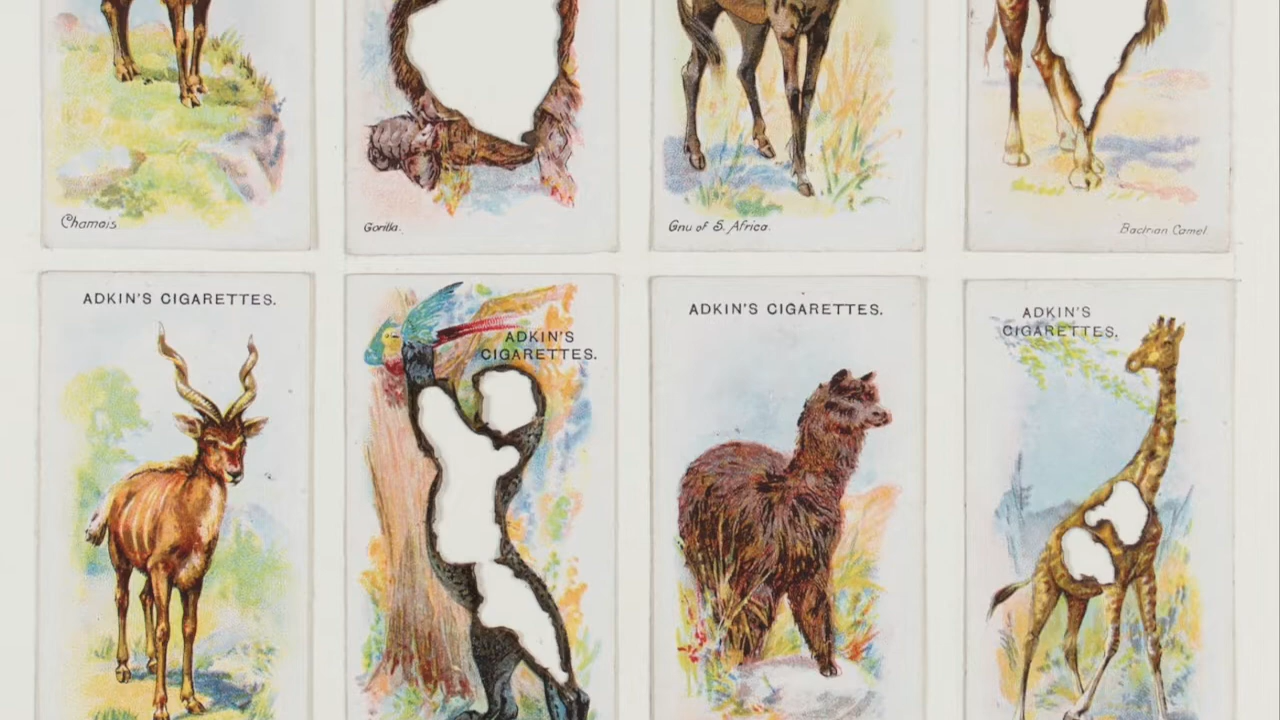 Chamois
Gorilla.
Gnu of S. Africa.
Bactrian Camel
ADKIN'S CIGARETTES.
ADKIN'S
CIGARETTES.
ADKIN'S CIGARETTES.
ADKIN'S
CIGARETTES.